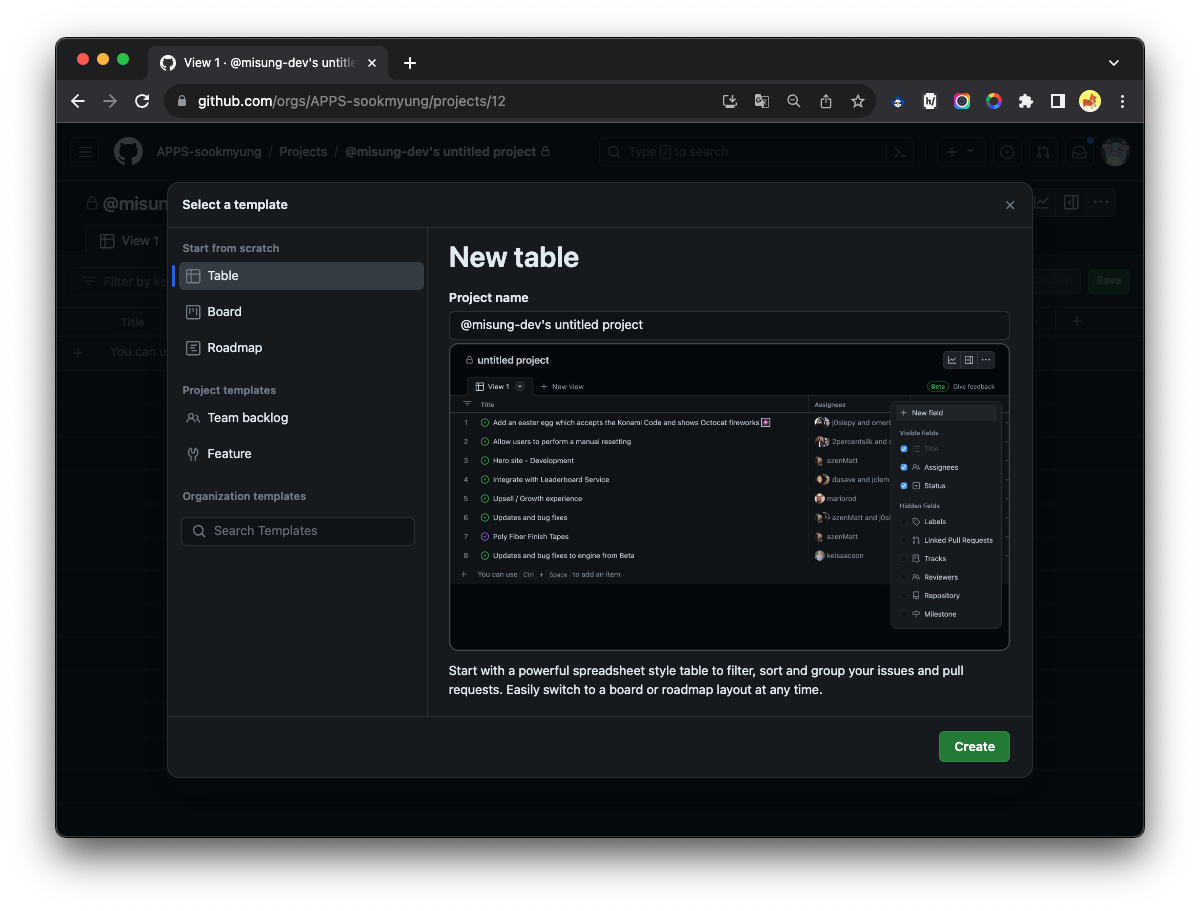 View 1 · @misung-dev's untitle
github.com/orgs/APPS-sookmyung/projects/12
APPS-sookmyung / Projects / @misung-dev's untitled project
Type / to search
@misun
View 1
Filter by ke
Discard
Save
Title
You can u
Select a template
Start from scratch
Table
Board
Roadmap
Project templates
Team backlog
Feature
Organization templates
Search Templates
New table
Project name
@misung-dev's untitled project
untitled project
View 1
New view
Beta
Give feedback
Title
Assignees
1 Add an easter egg which accepts the Konami Code and shows Octocat fireworks j0siepy and omerl
2 Allow users to perform a manual resetting 2percentsilk and s
3 Hero site - Development azenMatt
4 Integrate with Leaderboard Service dusave and jclem
5 Upsell / Growth experience mariorod
6 Updates and bug fixes azenMatt and j0si
7 Poly Fiber Finish Tapes azenMatt
8 Updates and bug fixes to engine from Beta keisaacson
+ You can use Ctrl + Space to add an item
+ New field
Visible fields
Title
Assignees
Status
Hidden fields
Labels
Linked Pull Requests
Tracks
Reviewers
Repository
Milestone
Start with a powerful spreadsheet style table to filter, sort and group your issues and pull
requests. Easily switch to a board or roadmap layout at any time.
Create